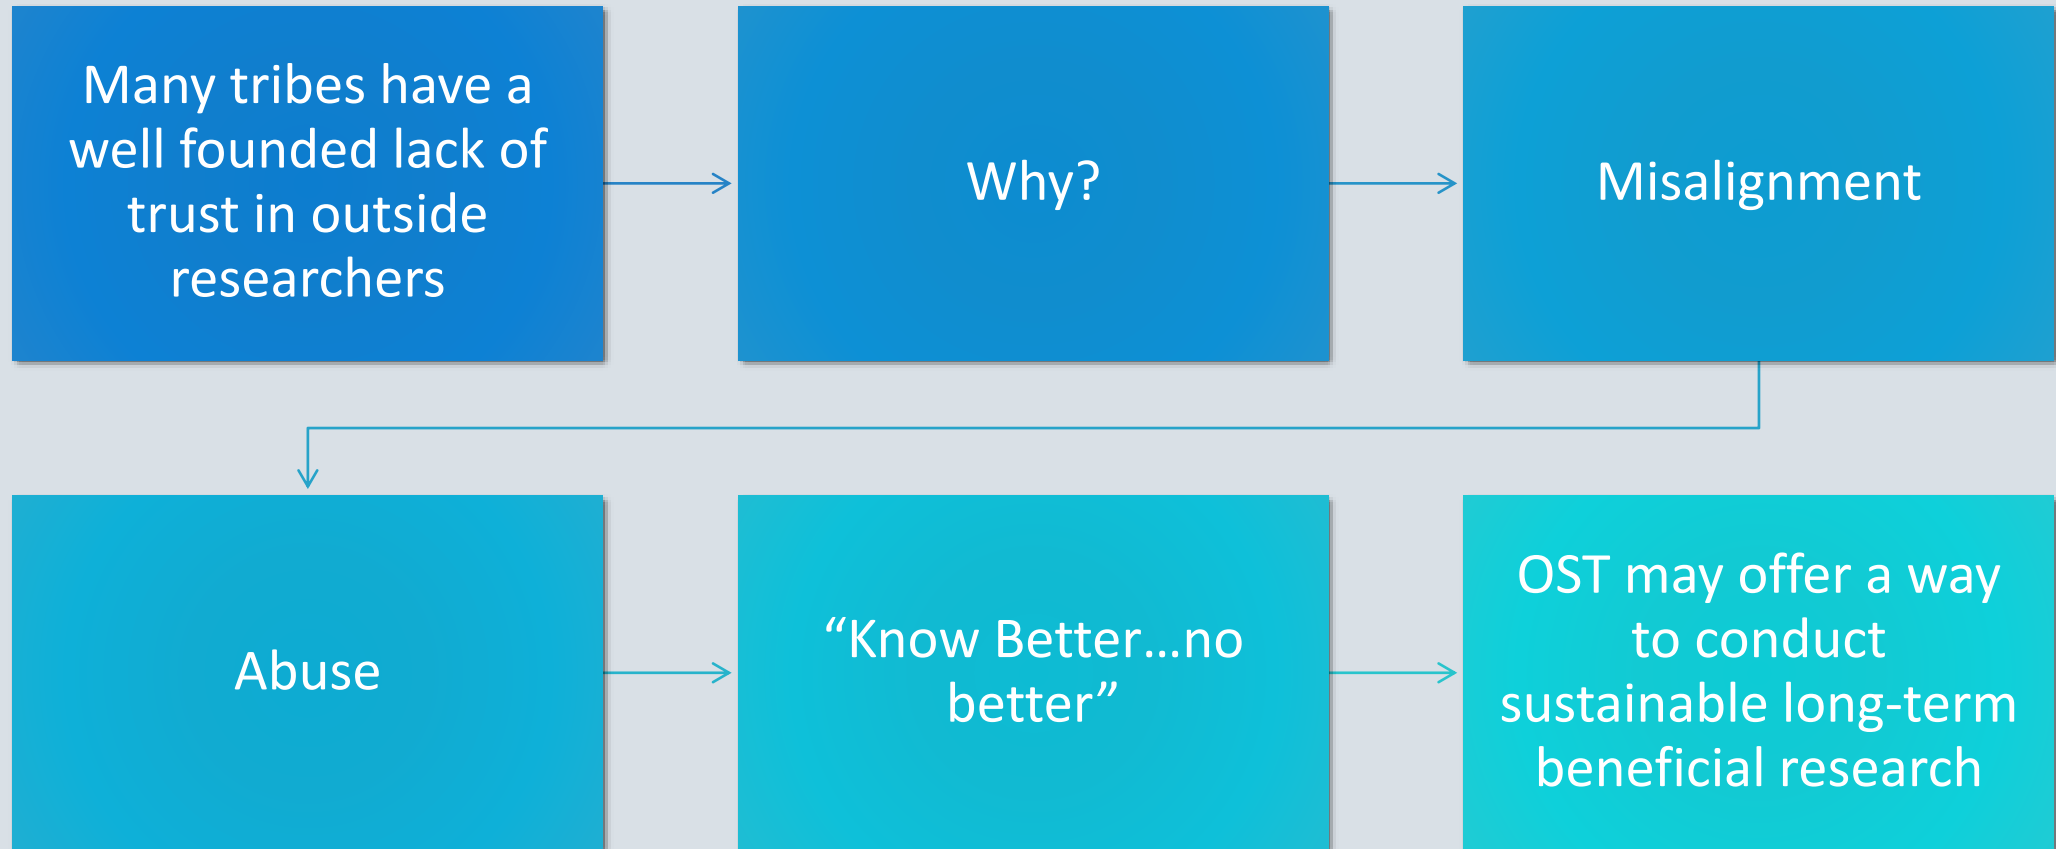 Many tribes have a
well founded lack of
trust in outside
researchers
Why?
Misalignment
Abuse
“Know Better...no
better”
OST may offer a way
to conduct
sustainable long-term
beneficial research